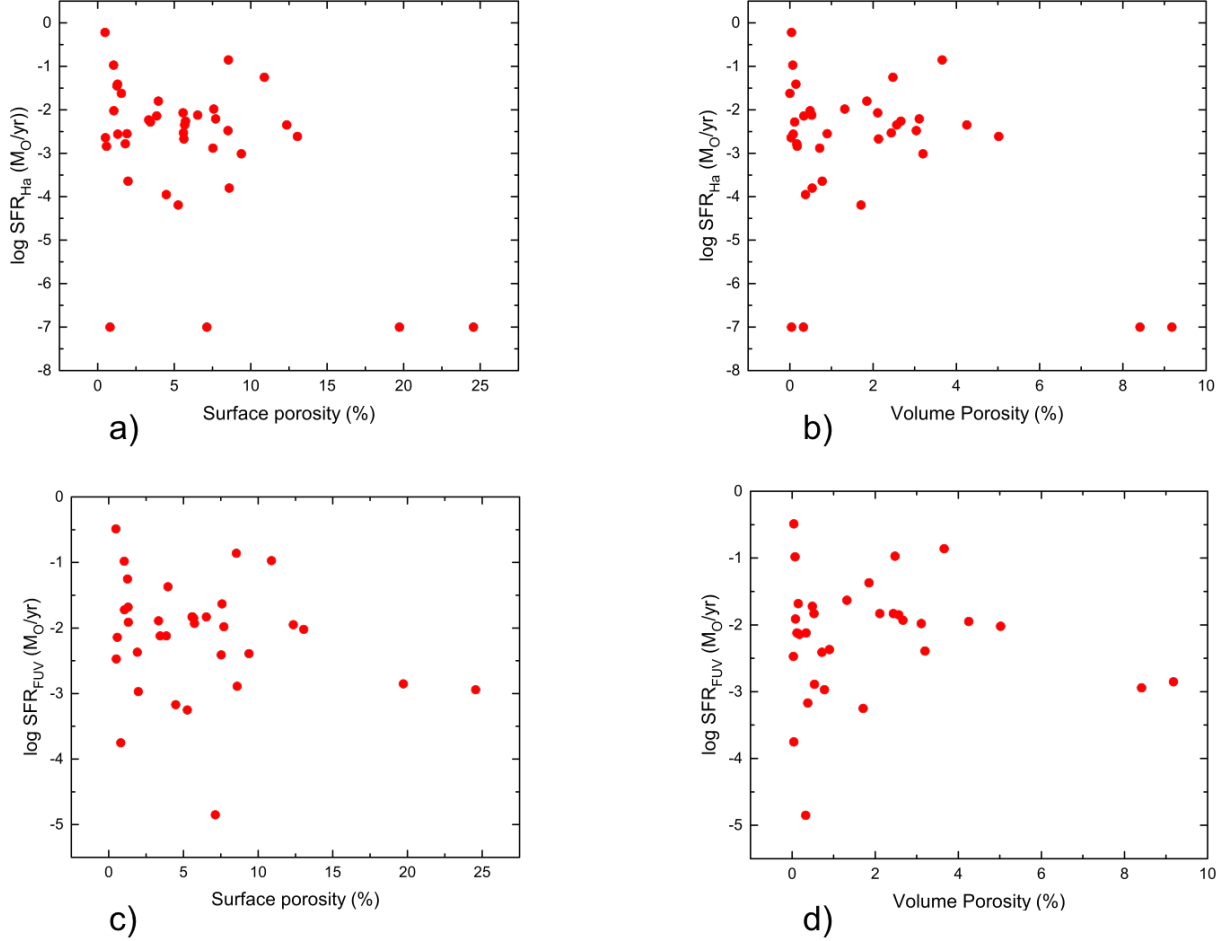 0
-1
-2
-3
-4
-5
-6
-7
-8
log SFR_Ha (M_O/yr))
0 5 10 15 20 25
Surface porosity (%)
a)
0
-1
-2
-3
-4
-5
-6
-7
-8
log SFR_Ha (M_O/yr)
0 2 4 6 8 10
Volume Porosity (%)
b)
0
-1
-2
-3
-4
-5
log SFR_FUV (M_O/yr)
0 5 10 15 20 25
Surface porosity (%)
c)
0
-1
-2
-3
-4
-5
log SFR_FUV (M_O/yr)
0 2 4 6 8 10
Volume Porosity (%)
d)